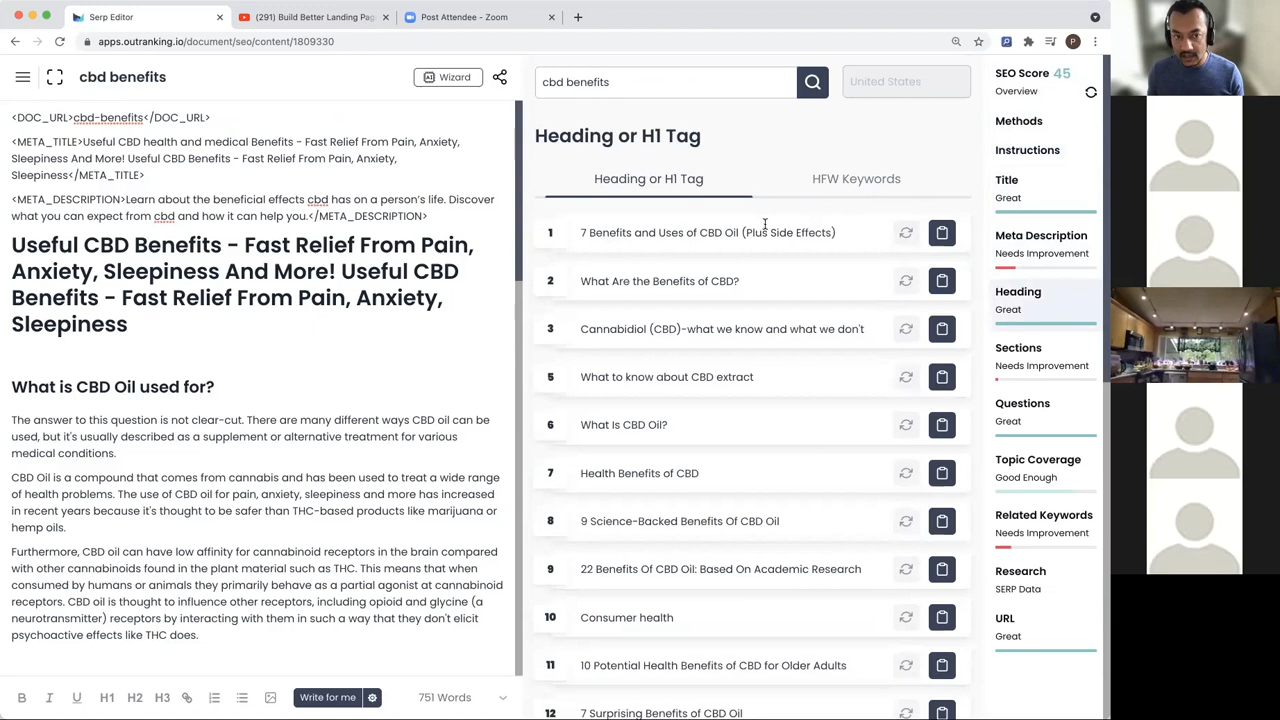 Serp Editor
(291) Build Better Landing Pag
Post Attendee - Zoom
apps.outranking.io/document/seo/content/1809330
P
cbd benefits
AI Wizard
<DOC_URL>cbd-benefits</DOC_URL>
<META_TITLE>Useful CBD health and medical Benefits - Fast Relief From Pain, Anxiety,
Sleepiness And More! Useful CBD Benefits - Fast Relief From Pain, Anxiety,
Sleepiness</META_TITLE>
<META_DESCRIPTION>Learn about the beneficial effects cbd has on a person's life. Discover
what you can expect from cbd and how it can help you.</META_DESCRIPTION>
Useful CBD Benefits - Fast Relief From Pain,
Anxiety, Sleepiness And More! Useful CBD
Benefits - Fast Relief From Pain, Anxiety,
Sleepiness
What is CBD Oil used for?
The answer to this question is not clear-cut. There are many different ways CBD oil can be
used, but it's usually described as a supplement or alternative treatment for various
medical conditions.
CBD Oil is a compound that comes from cannabis and has been used to treat a wide range
of health problems. The use of CBD oil for pain, anxiety, sleepiness and more has increased
in recent years because it's thought to be safer than THC-based products like marijuana or
hemp oils.
Furthermore, CBD oil can have low affinity for cannabinoid receptors in the brain compared
with other cannabinoids found in the plant material such as THC. This means that when
consumed by humans or animals they primarily behave as a partial agonist at cannabinoid
receptors. CBD oil is thought to influence other receptors, including opioid and glycine (a
neurotransmitter) receptors by interacting with them in such a way that they don't elicit
psychoactive effects like THC does.
B I U H1 H2 H3
Write for me
751 Words
cbd benefits
United States
Heading or H1 Tag
Heading or H1 Tag
HFW Keywords
1 7 Benefits and Uses of CBD Oil (Plus Side Effects)
2 What Are the Benefits of CBD?
3 Cannabidiol (CBD)-what we know and what we don't
5 What to know about CBD extract
6 What Is CBD Oil?
7 Health Benefits of CBD
8 9 Science-Backed Benefits Of CBD Oil
9 22 Benefits Of CBD Oil: Based On Academic Research
10 Consumer health
11 10 Potential Health Benefits of CBD for Older Adults
12 7 Surprising Benefits of CBD Oil
SEO Score 45
Overview
Methods
Instructions
Title
Great
Meta Description
Needs Improvement
Heading
Great
Sections
Needs Improvement
Questions
Great
Topic Coverage
Good Enough
Related Keywords
Needs Improvement
Research
SERP Data
URL
Great